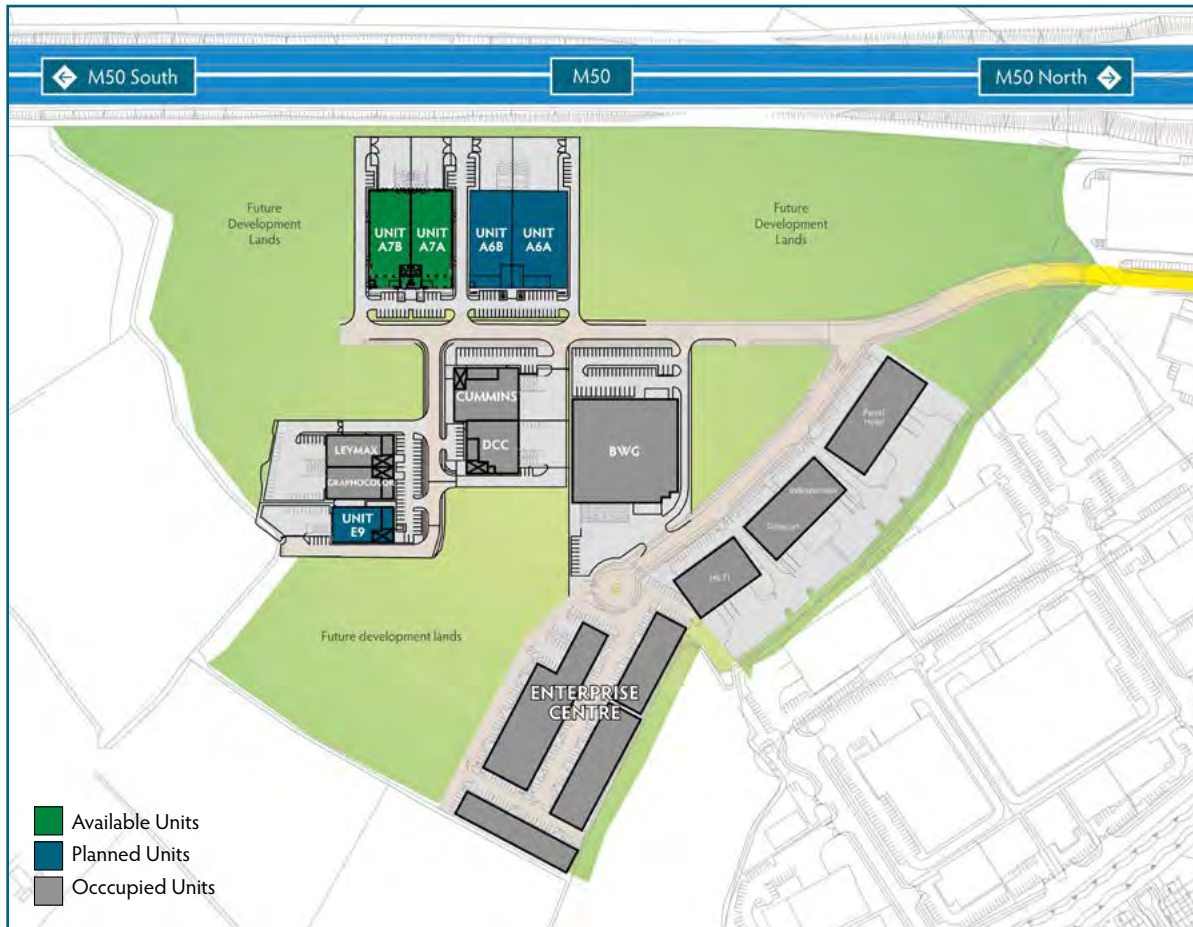 M50 South
M50
M50 North
Future
Development
Lands
Future
Development
Lands
UNIT
A7B
UNIT
A7A
UNIT
A6B
UNIT
A6A
CUMMINS
DCC
BWG
LEYMAX
GRAPHOCOLOR
UNIT
E9
Parcel
Motel
HILTI
Future development lands
ENTERPRISE
CENTRE
Available Units
Planned Units
Occcupied Units